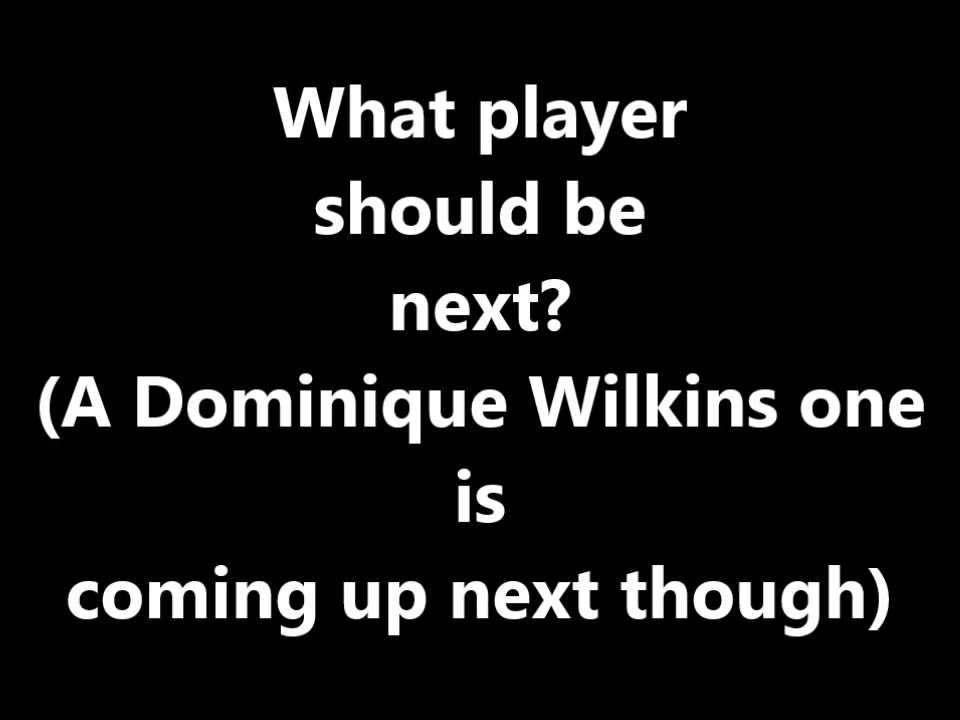 What player
should be
next?
(A Dominique Wilkins one
is
coming up next though)